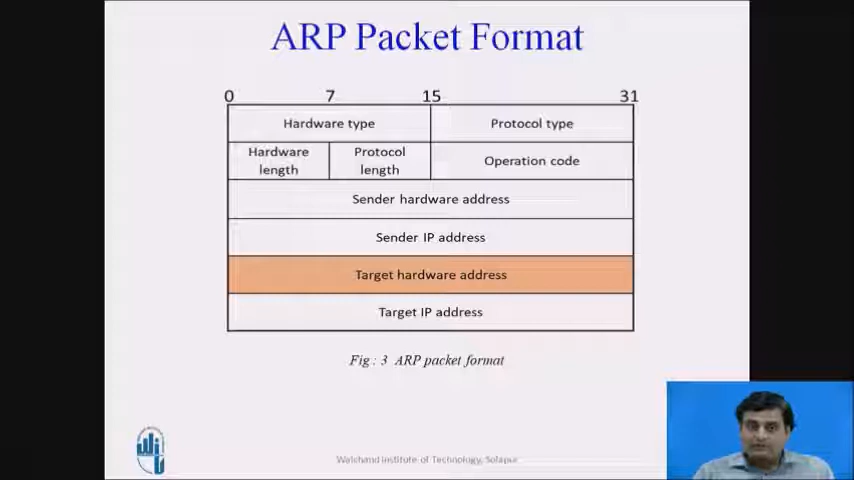 ARP Packet Format
0 7 15 31
Hardware type Protocol type
Hardware length Protocol length Operation code
Sender hardware address
Sender IP address
Target hardware address
Target IP address
Fig : 3 ARP packet format
Walchand Institute of Technology, Solapur